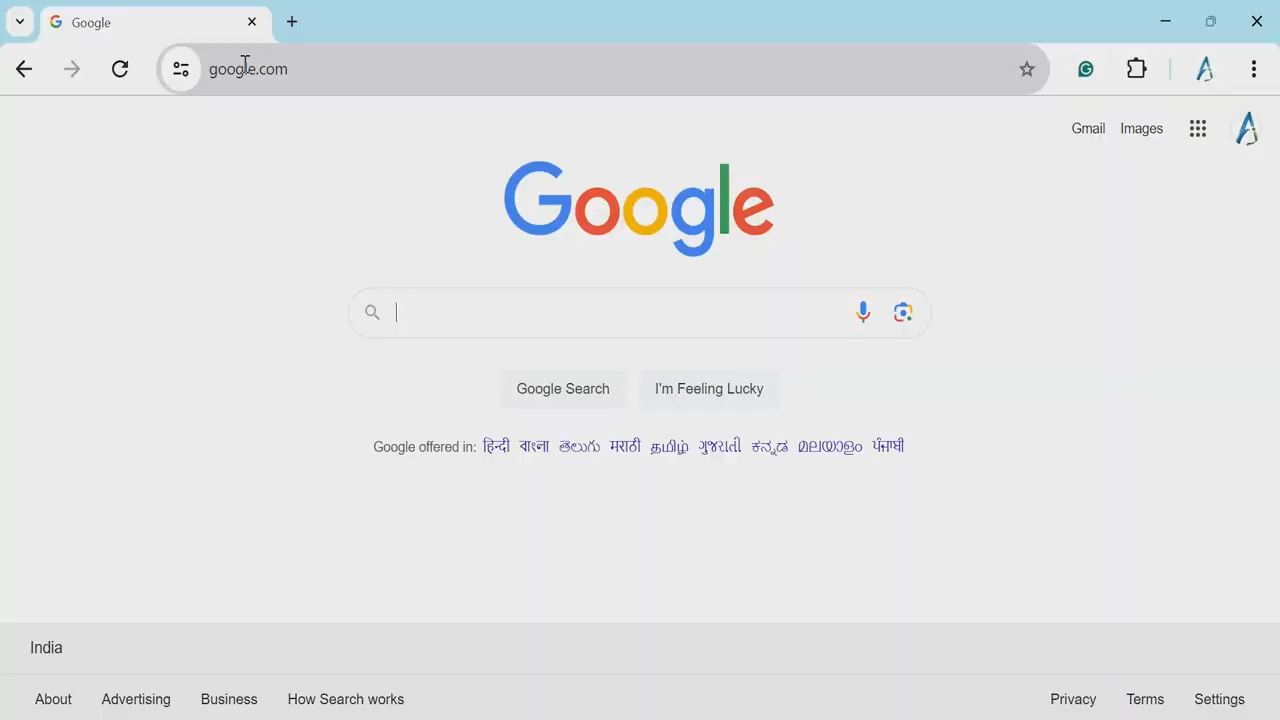 Google
google.com
Gmail Images
Google
Google Search I'm Feeling Lucky
Google offered in: हिन्दी বাংলা తెలుగు मराठी தமிழ் ગુજરાતી ಕನ್ನಡ മലയാളം ਪੰਜਾਬੀ
India
About Advertising Business How Search works Privacy Terms Settings